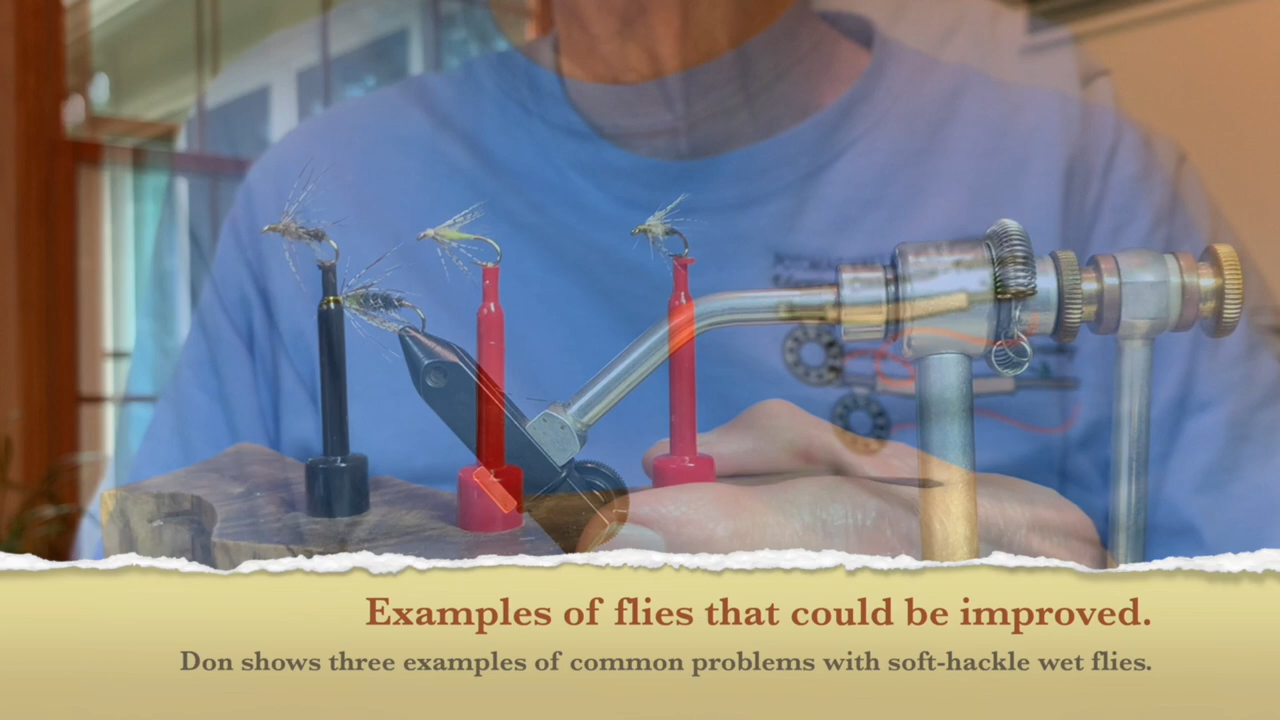 Examples of flies that could be improved.
Don shows three examples of common problems with soft-hackle wet flies.